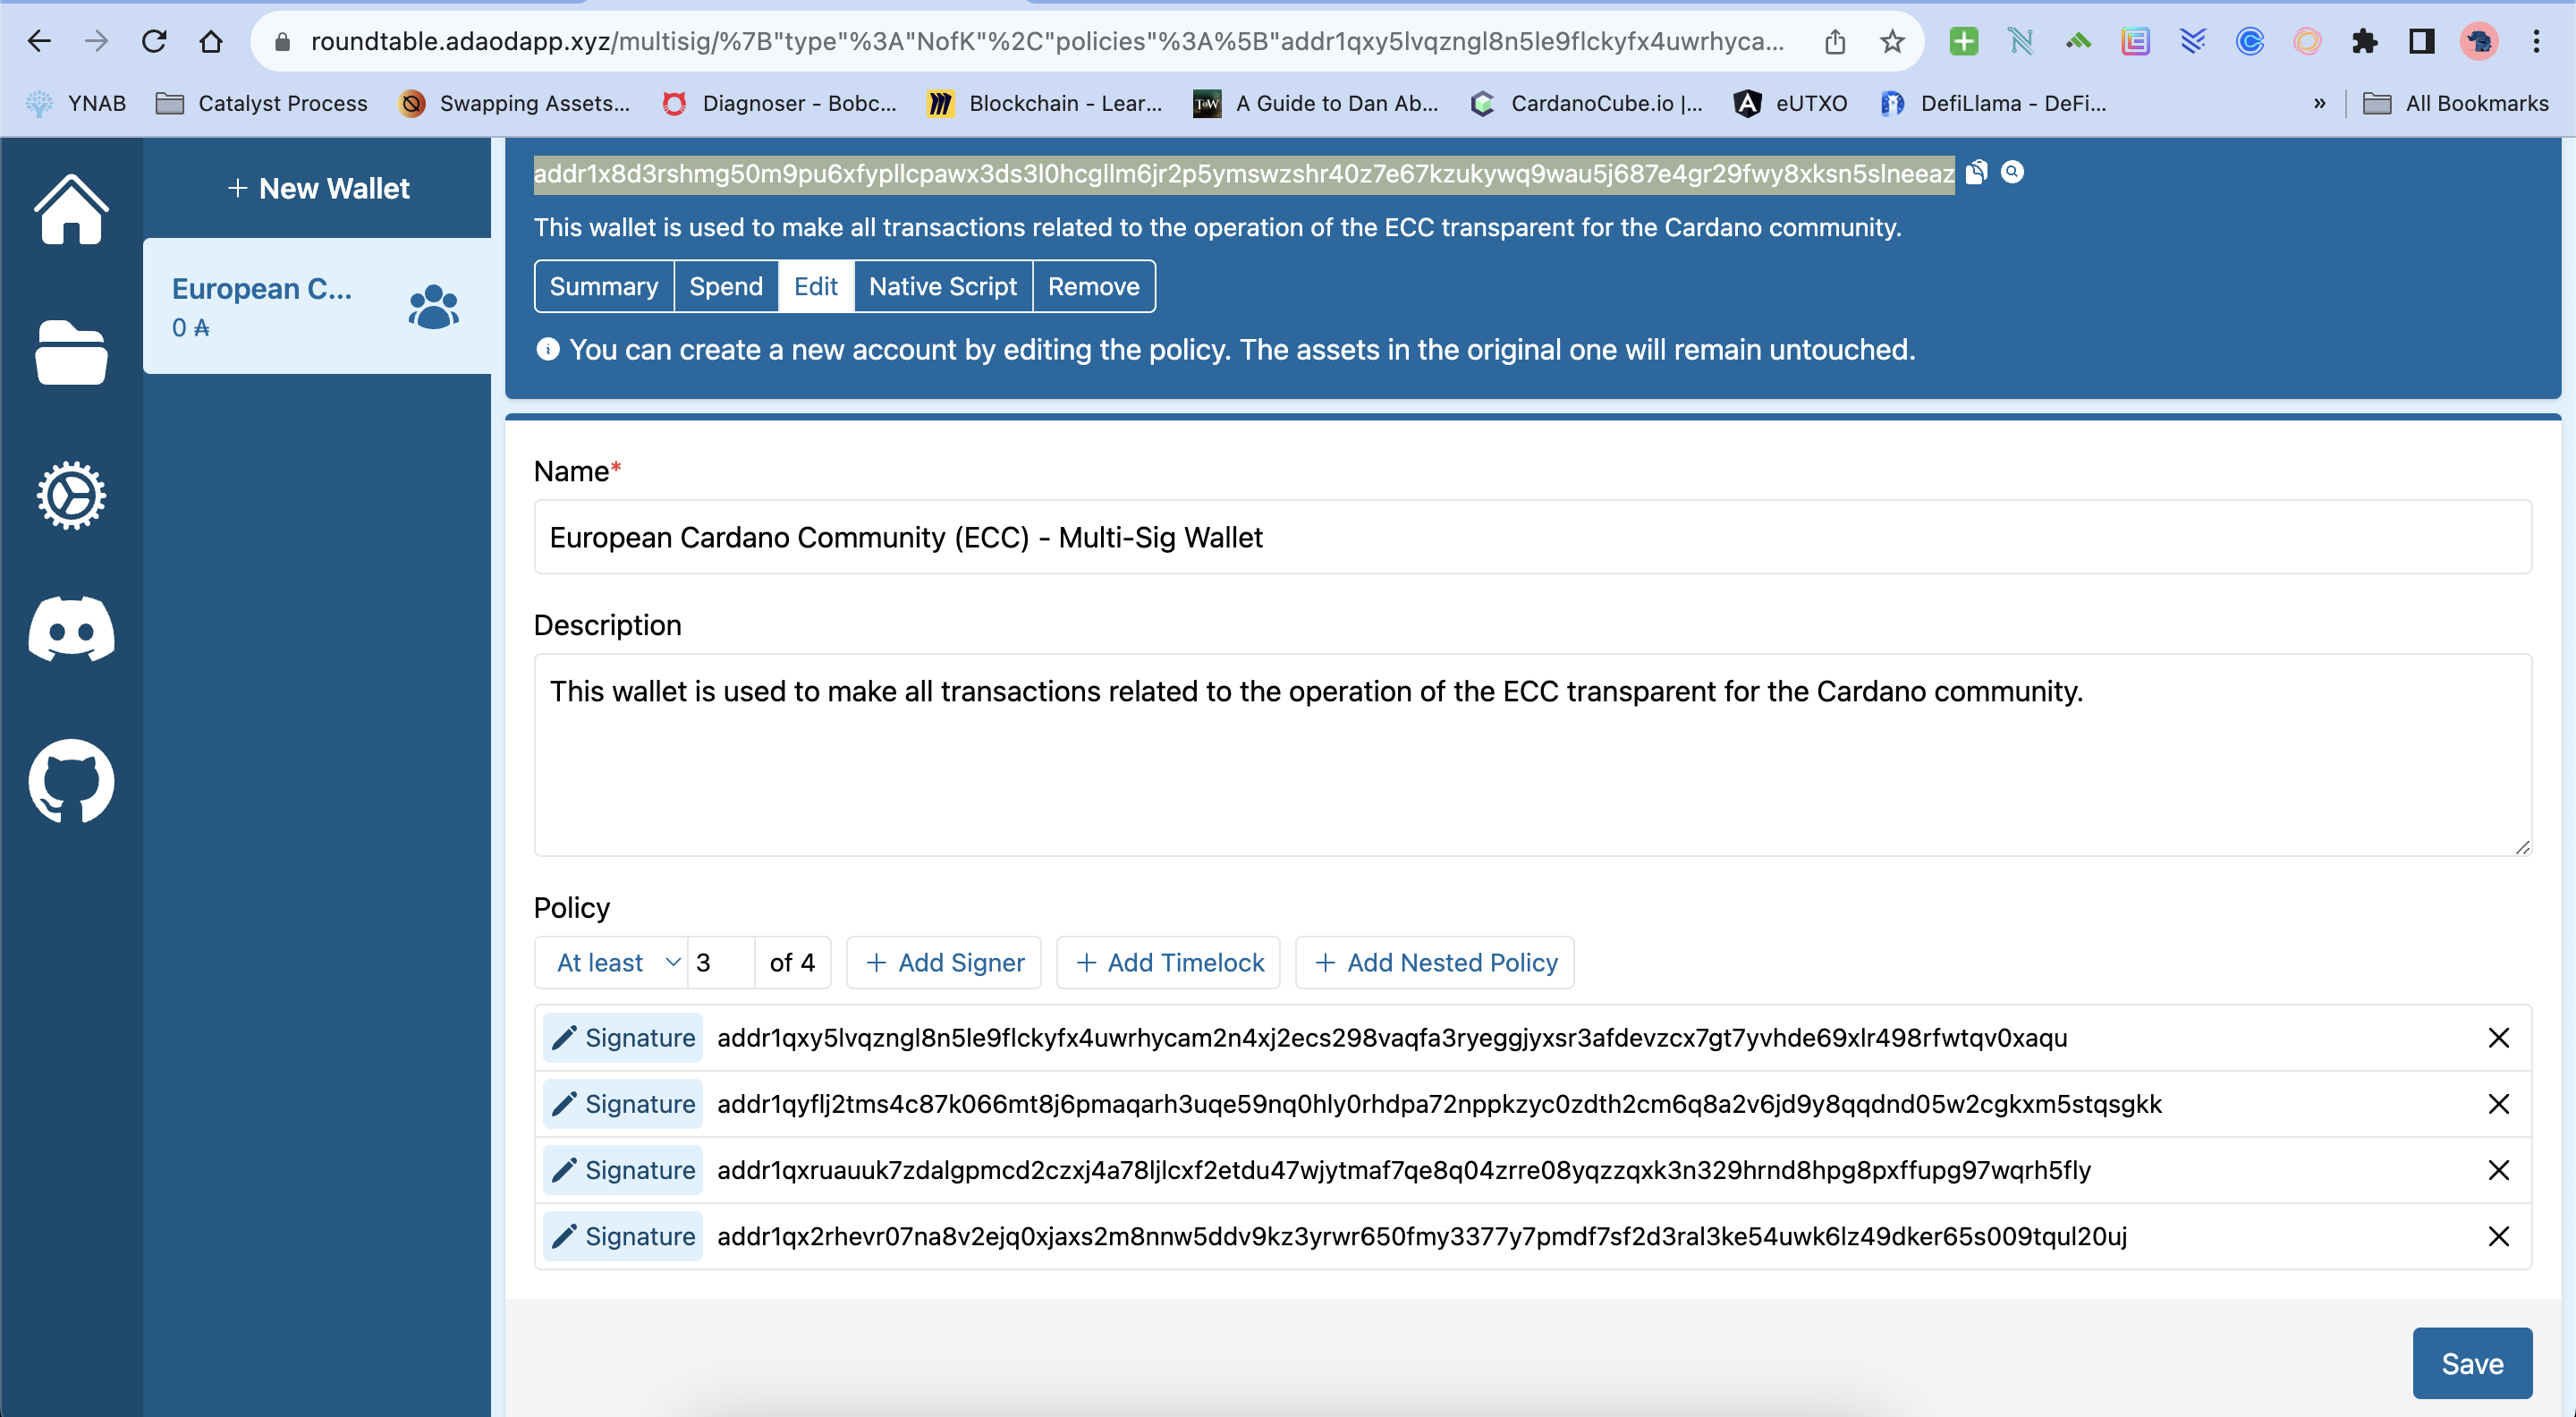 roundtable.adaodapp.xyz/multisig/%7B"type"%3A"NofK"%2C"policies"%3A%5B"addr1qxy5lvqzngl8n5le9flckyfx4uwrhyca...
YNAB Catalyst Process Swapping Assets... Diagnoser - Bobc... Blockchain - Lear... ToW A Guide to Dan Ab... CardanoCube.io |... eUTXO DefiLlama - DeFi... » All Bookmarks
+ New Wallet
European C...
0 ₳
addr1x8d3rshmg50m9pu6xfypllcpawx3ds3l0hcgllm6jr2p5ymswzshr40z7e67kzukywq9wau5j687e4gr29fwy8xksn5slneeaz
This wallet is used to make all transactions related to the operation of the ECC transparent for the Cardano community.
Summary Spend Edit Native Script Remove
You can create a new account by editing the policy. The assets in the original one will remain untouched.
Name*
European Cardano Community (ECC) - Multi-Sig Wallet
Description
This wallet is used to make all transactions related to the operation of the ECC transparent for the Cardano community.
Policy
At least 3 of 4 + Add Signer + Add Timelock + Add Nested Policy
Signature addr1qxy5lvqzngl8n5le9flckyfx4uwrhycam2n4xj2ecs298vaqfa3ryeggjyxsr3afdevzcx7gt7yvhde69xlr498rfwtqv0xaqu
Signature addr1qyflj2tms4c87k066mt8j6pmaqarh3uqe59nq0hly0rhdpa72nppkzyc0zdth2cm6q8a2v6jd9y8qqdnd05w2cgkxm5stqsgkk
Signature addr1qxruauuk7zdalgpmcd2czxj4a78ljlcxf2etdu47wjytmaf7qe8q04zrre08yqzzqxk3n329hrnd8hpg8pxffupg97wqrh5fly
Signature addr1qx2rhevr07na8v2ejq0xjaxs2m8nnw5ddv9kz3yrwr650fmy3377y7pmdf7sf2d3ral3ke54uwk6lz49dker65s009tqul20uj
Save